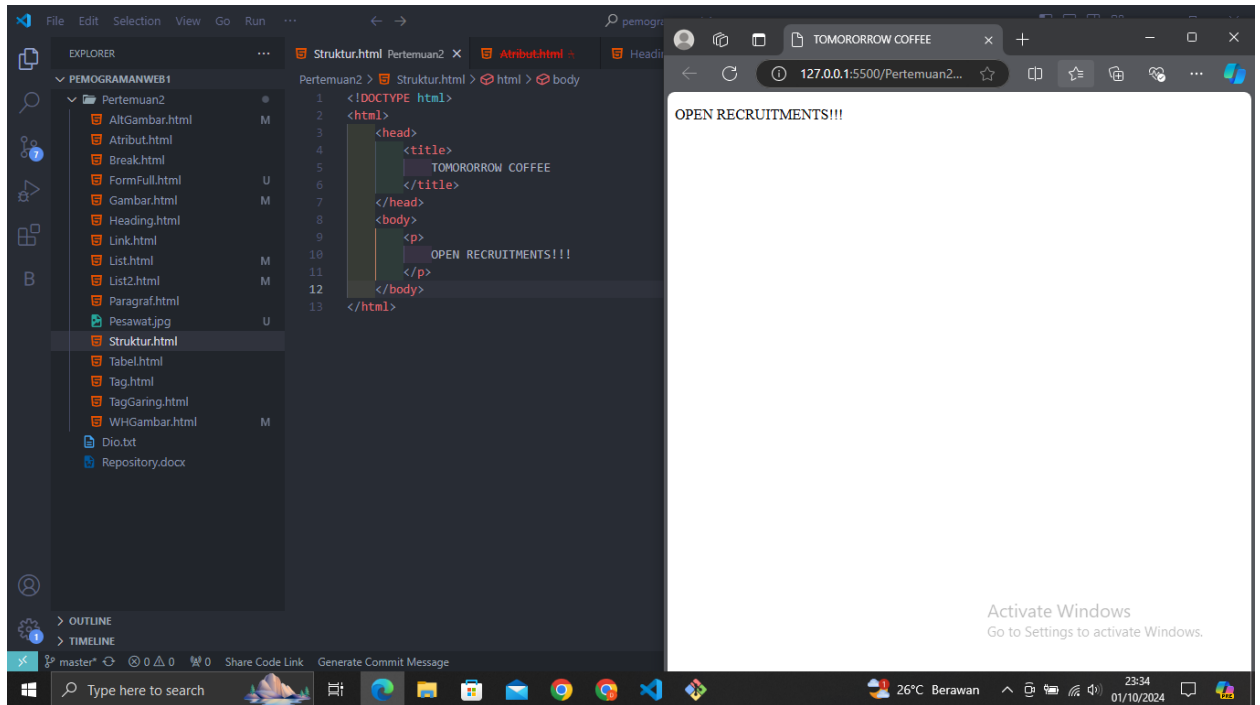 File Edit Selection View Go Run ···
EXPLORER
PEMOGRAMANWEB1
Pertemuan2
AltGambar.html M
Atribut.html
Break.html
FormFull.html U
Gambar.html M
Heading.html
Link.html
List.html M
List2.html M
Paragraf.html
Pesawat.jpg U
Struktur.html
Tabel.html
Tag.html
TagGaring.html
WHGambar.html M
Dio.txt
Repository.docx
OUTLINE
TIMELINE
7
B
1
Struktur.html Pertemuan2
Atribut.html
Pertemuan2 > Struktur.html > html > body
1 <!DOCTYPE html>
2 <html>
3 <head>
4 <title>
5 TOMORORROW COFFEE
6 </title>
7 </head>
8 <body>
9 <p>
10 OPEN RECRUITMENTS!!!
11 </p>
12 </body>
13 </html>
TOMORORROW COFFEE
127.0.0.1:5500/Pertemuan2...
OPEN RECRUITMENTS!!!
Activate Windows
Go to Settings to activate Windows.
master* 0 0 0 Share Code Link Generate Commit Message
Type here to search
26°C Berawan
23:34
01/10/2024